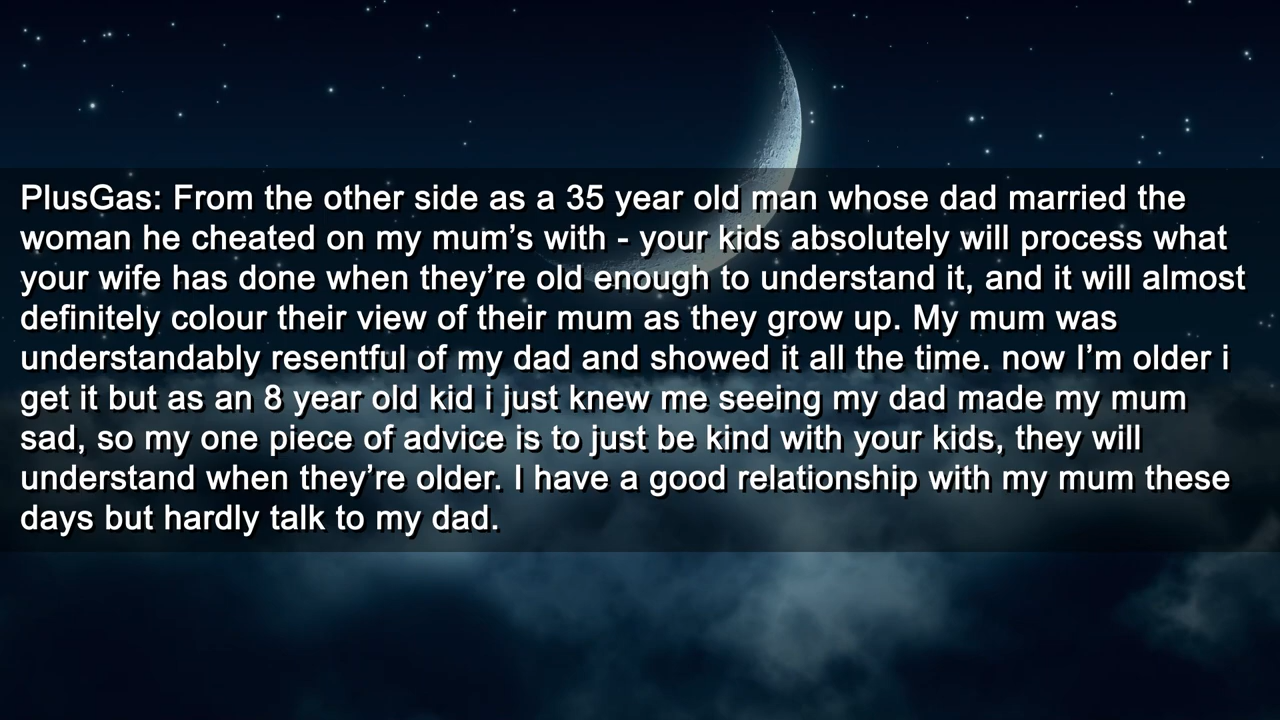 PlusGas: From the other side as a 35 year old man whose dad married the
woman he cheated on my mum’s with - your kids absolutely will process what
your wife has done when they’re old enough to understand it, and it will almost
definitely colour their view of their mum as they grow up. My mum was
understandably resentful of my dad and showed it all the time. now I’m older i
get it but as an 8 year old kid i just knew me seeing my dad made my mum
sad, so my one piece of advice is to just be kind with your kids, they will
understand when they’re older. I have a good relationship with my mum these
days but hardly talk to my dad.